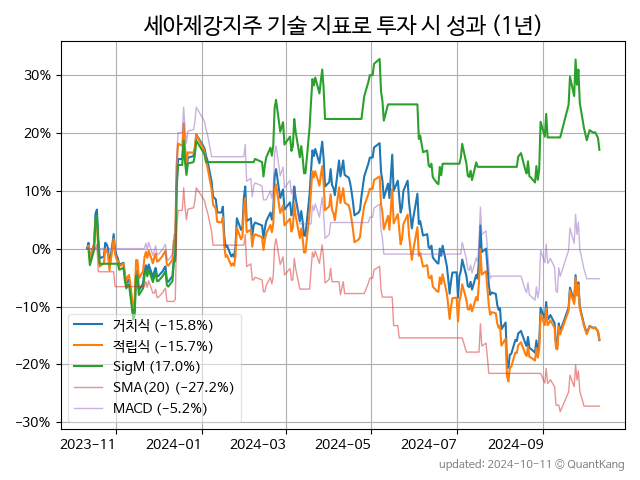 세아제강지주 기술 지표로 투자 시 성과 (1년)
30%
20%
10%
0%
−10%
−20%
−30%
거치식 (−15.8%)
적립식 (−15.7%)
SigM (17.0%)
SMA(20) (−27.2%)
MACD (−5.2%)
2023−11
2024−01
2024−03
2024−05
2024−07
2024−09
updated: 2024-10-11 © QuantKang